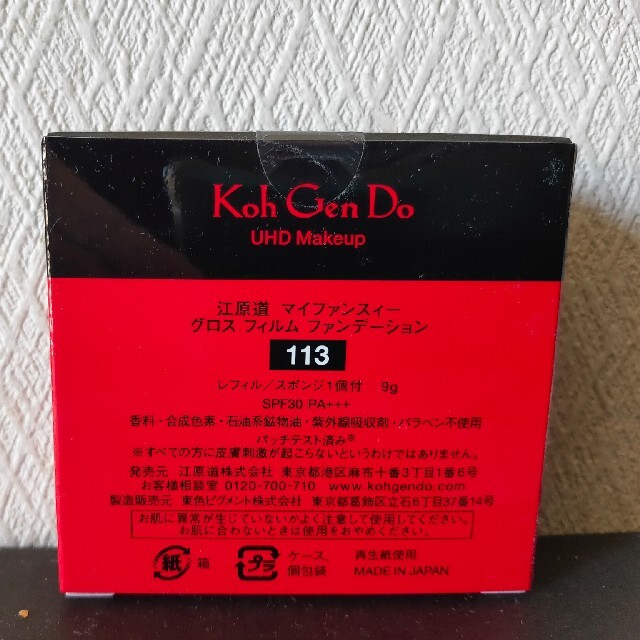 Koh Gen Do
UHD Makeup
江原道 マイファンスィー
グロス フィルム ファンデーション
113
レフィル／スポンジ1個付 9g
SPF30 PA+++
香料・合成色素・石油系鉱物油・紫外線吸収剤・パラベン不使用
パッチテスト済み※
※すべての方に皮膚刺激が起こらないというわけではありません。
発売元 江原道株式会社 東京都港区麻布十番3丁目1番6号
お客様相談室 0120-700-710 www.kohgendo.com
製造販売元 東色ピグメント株式会社 東京都葛飾区立石6丁目37番14号
お肌に異常が生じていないかよく注意して使用してください。
お肌に合わないときは使用をおやめください。
紙 箱 プラ ケース、 再生紙使用
個包装 MADE IN JAPAN